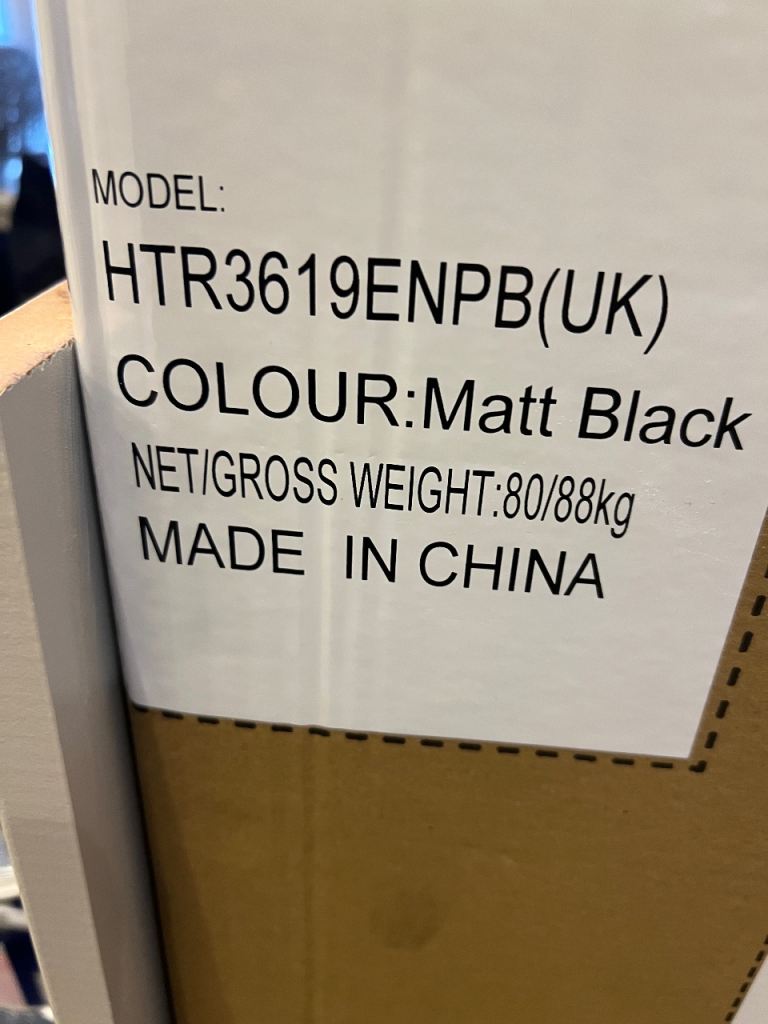 MODEL:
HTR3619ENPB(UK)
COLOUR:Matt Black
NET/GROSS WEIGHT:80/88kg
MADE IN CHINA